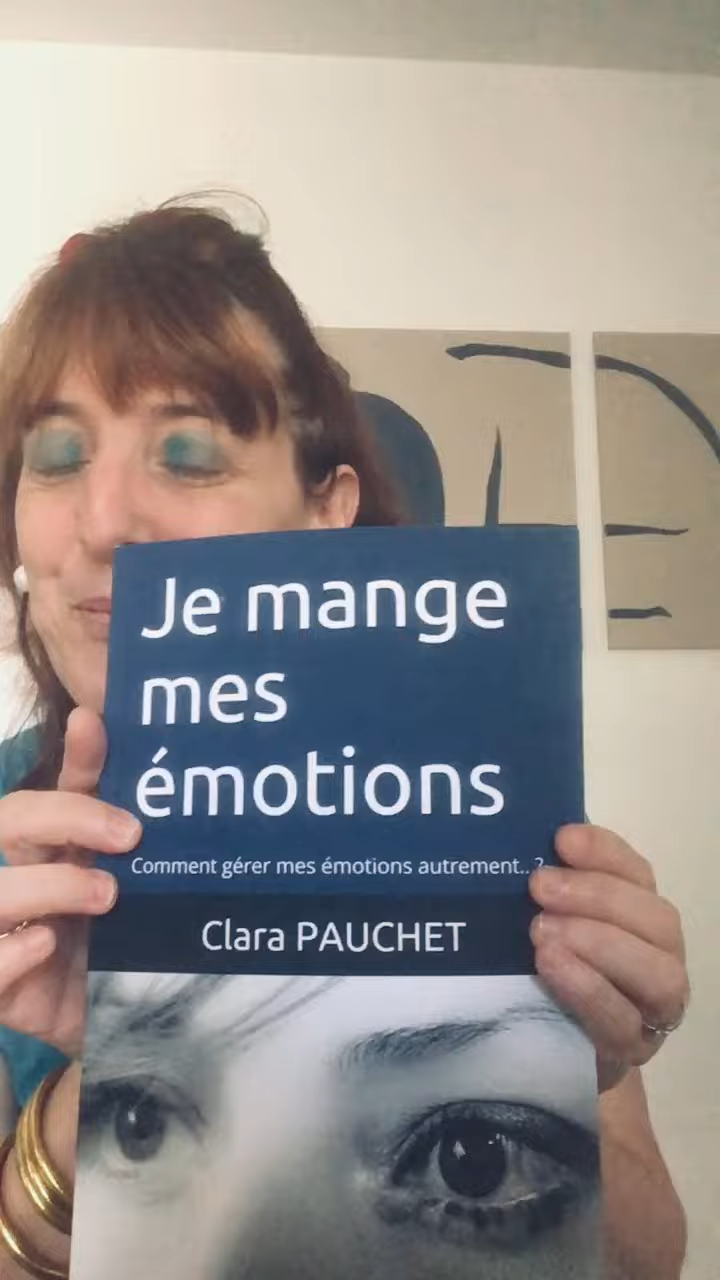 Je mange
mes
émotions
Comment gérer mes émotions autrement..?
Clara PAUCHET